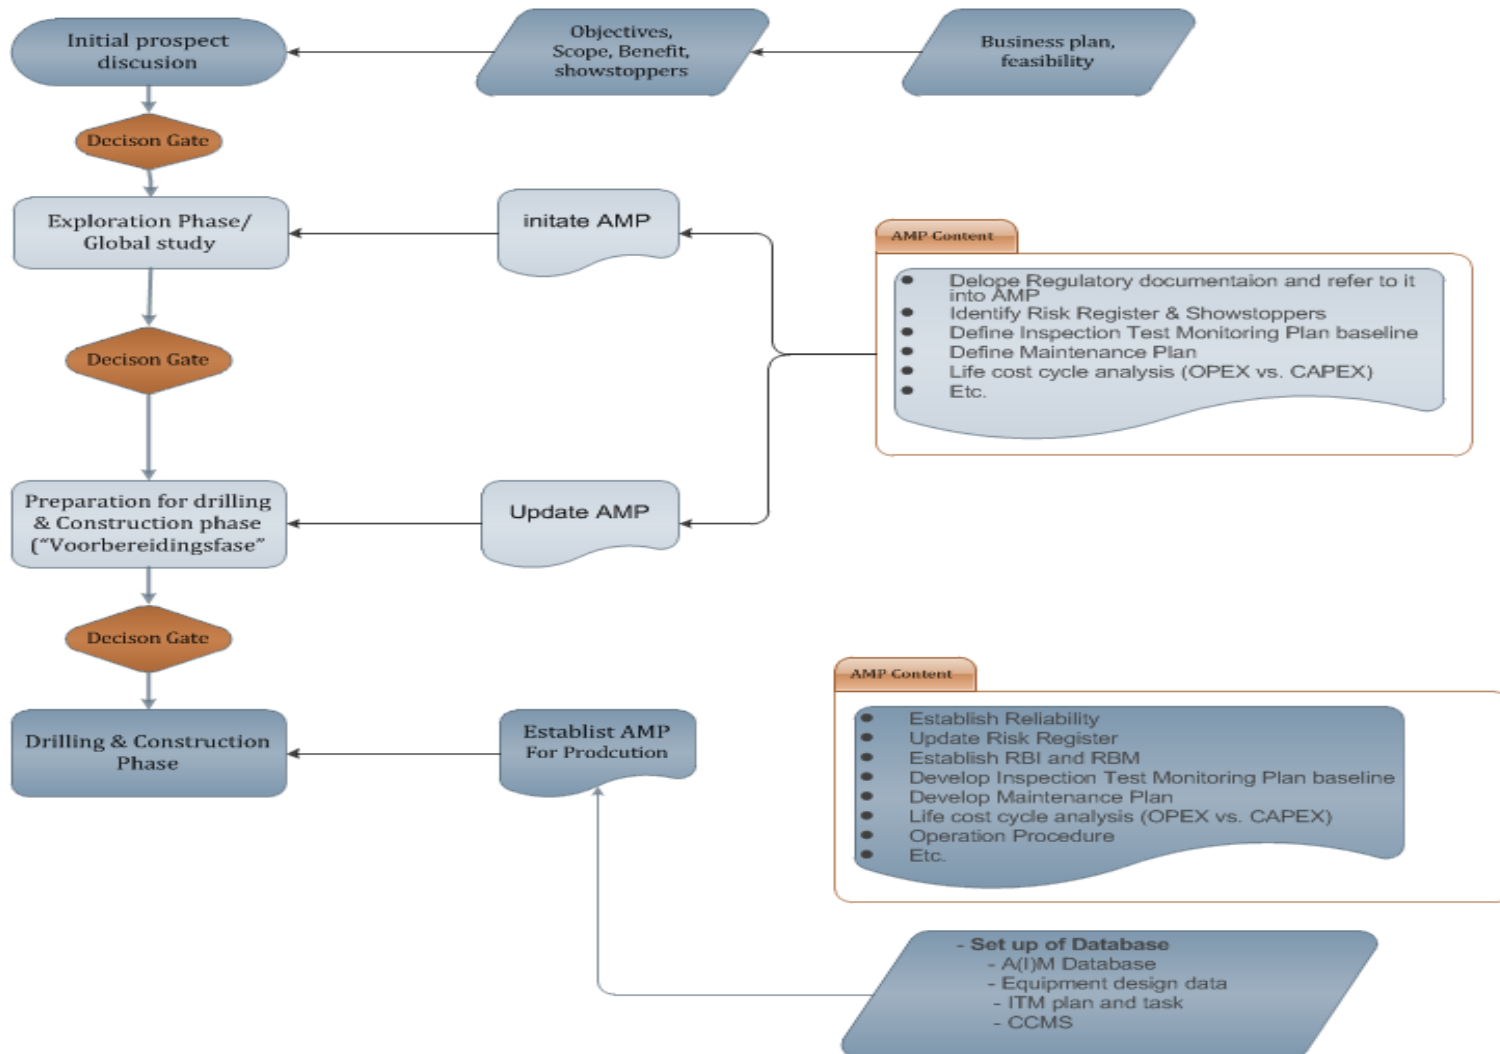 Initial prospect
discusion
Objectives,
Scope, Benefit,
showstoppers
Business plan,
feasibility
Decison Gate
Exploration Phase/
Global study
initate AMP
AMP Content
● Delope Regulatory documentaion and refer to it
into AMP
● Identify Risk Register & Showstoppers
● Define Inspection Test Monitoring Plan baseline
● Define Maintenance Plan
● Life cost cycle analysis (OPEX vs. CAPEX)
● Etc.
Decison Gate
Preparation for drilling
& Construction phase
("Voorbereidingsfase"
Update AMP
Decison Gate
Drilling & Construction
Phase
Establist AMP
For Prodcution
AMP Content
● Establish Reliability
● Update Risk Register
● Establish RBI and RBM
● Develop Inspection Test Monitoring Plan baseline
● Develop Maintenance Plan
● Life cost cycle analysis (OPEX vs. CAPEX)
● Operation Procedure
● Etc.
- Set up of Database
- A(I)M Database
- Equipment design data
- ITM plan and task
- CCMS